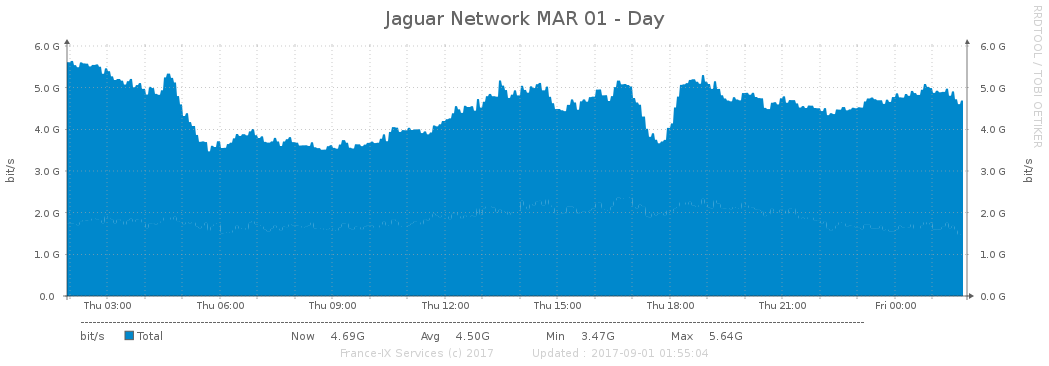 Jaguar Network MAR 01 - Day
RRDTOOL / TOBI OETIKER
6.0 G 6.0 G
5.0 G 5.0 G
4.0 G 4.0 G
3.0 G 3.0 G
2.0 G 2.0 G
1.0 G 1.0 G
0.0 0.0 G
bit/s bit/s
Thu 03:00 Thu 06:00 Thu 09:00 Thu 12:00 Thu 15:00 Thu 18:00 Thu 21:00 Fri 00:00
bit/s Total Now 4.69G Avg 4.50G Min 3.47G Max 5.64G
France-IX Services (c) 2017 Updated : 2017-09-01 01:55:04